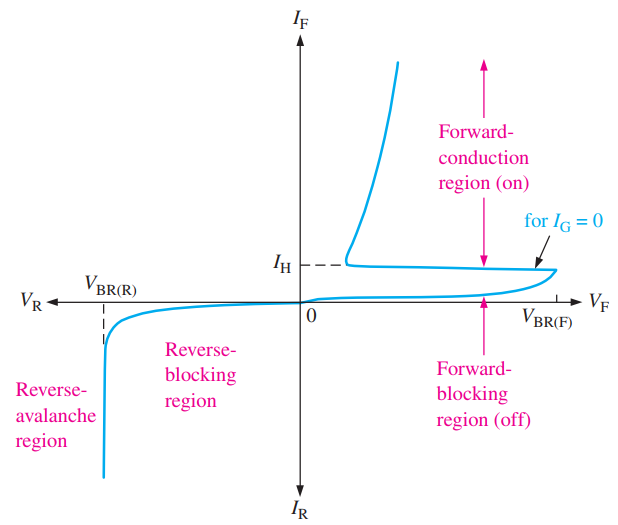 I_F
Forward-
conduction
region (on)
for I_G = 0
I_H
V_BR(R)
V_R
0
V_F
V_BR(F)
Reverse-
blocking
region
Forward-
blocking
region (off)
Reverse-
avalanche
region
I_R